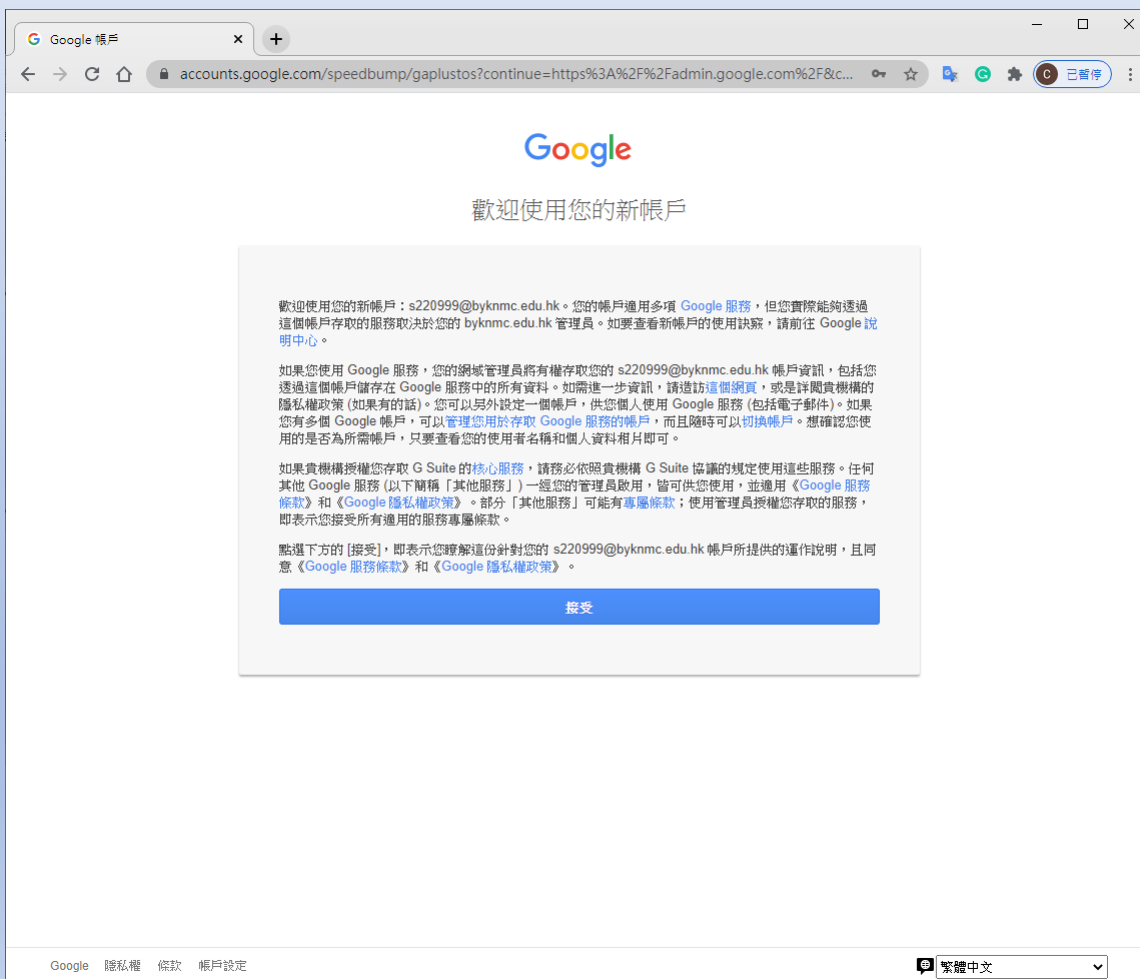 Google 帳戶
accounts.google.com/speedbump/gaplustos?continue=https%3A%2F%2Fadmin.google.com%2F&c...
C 已暫停
Google
歡迎使用您的新帳戶
歡迎使用您的新帳戶：s220999@byknmc.edu.hk。您的帳戶適用多項 Google 服務，但您實際能夠透過
這個帳戶存取的服務取決於您的 byknmc.edu.hk 管理員。如要查看新帳戶的使用訣竅，請前往 Google 說
明中心。
如果您使用 Google 服務，您的網域管理員將有權存取您的 s220999@byknmc.edu.hk 帳戶資訊，包括您
透過這個帳戶儲存在 Google 服務中的所有資料。如需進一步資訊，請造訪這個網頁，或是詳閱貴機構的
隱私權政策 (如果有的話)。您可以另外設定一個帳戶，供您個人使用 Google 服務 (包括電子郵件)。如果
您有多個 Google 帳戶，可以管理您用於存取 Google 服務的帳戶，而且隨時可以切換帳戶。想確認您使
用的是否為所需帳戶，只要查看您的使用者名稱和個人資料相片即可。
如果貴機構授權您存取 G Suite 的核心服務，請務必依照貴機構 G Suite 協議的規定使用這些服務。任何
其他 Google 服務 (以下簡稱「其他服務」) 一經您的管理員啟用，皆可供您使用，並適用《Google 服務
條款》和《Google 隱私權政策》。部分「其他服務」可能有專屬條款；使用管理員授權您存取的服務，
即表示您接受所有適用的服務專屬條款。
點選下方的 [接受]，即表示您瞭解這份針對您的 s220999@byknmc.edu.hk 帳戶所提供的運作說明，且同
意《Google 服務條款》和《Google 隱私權政策》。
接受
Google 隱私權 條款 帳戶設定
繁體中文